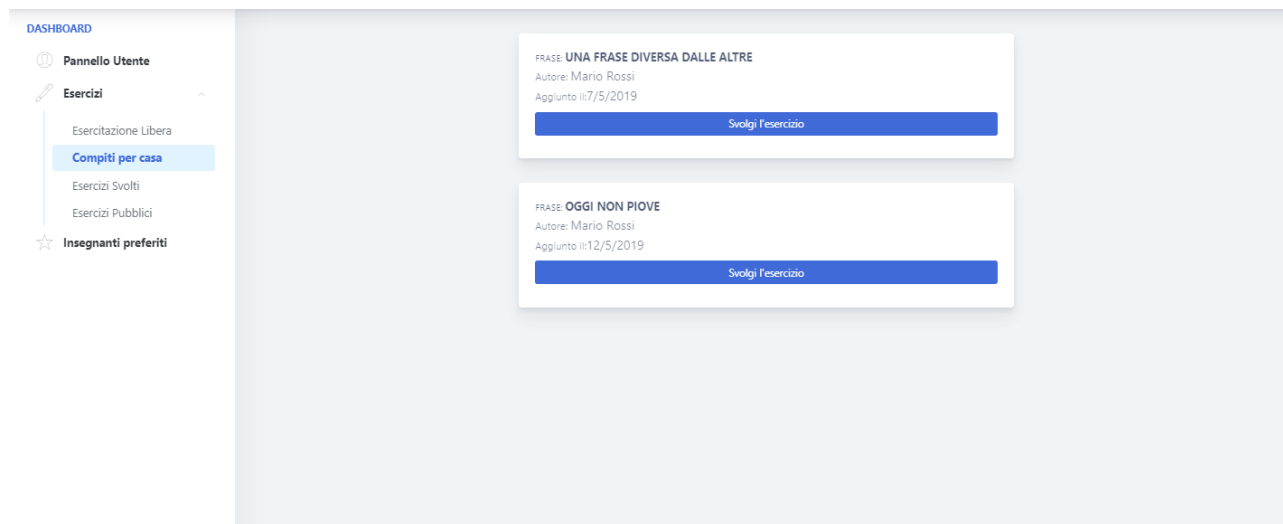 DASHBOARD
Pannello Utente
Esercizi
Esercitazione Libera
Compiti per casa
Esercizi Svolti
Esercizi Pubblici
Insegnanti preferiti
FRASE: UNA FRASE DIVERSA DALLE ALTRE
Autore: Mario Rossi
Aggiunto il:7/5/2019
Svolgi l'esercizio
FRASE: OGGI NON PIOVE
Autore: Mario Rossi
Aggiunto il:12/5/2019
Svolgi l'esercizio